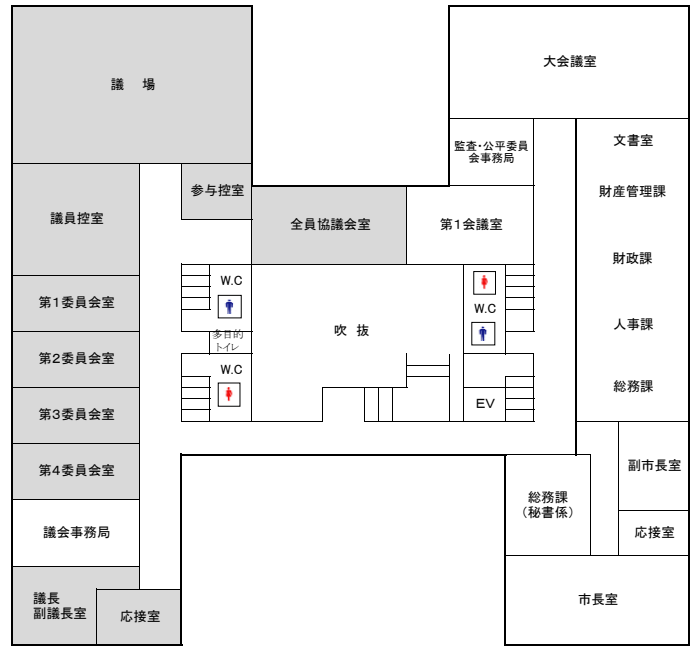 議　場
大会議室
監査・公平委員
会事務局
文書室
参与控室
財産管理課
議員控室
全員協議会室
第1会議室
財政課
第1委員会室
W.C
吹 抜
W.C
人事課
多目的
トイレ
第2委員会室
W.C
総務課
第3委員会室
EV
第4委員会室
副市長室
総務課
（秘書係）
議会事務局
応接室
議長
副議長室
応接室
市長室